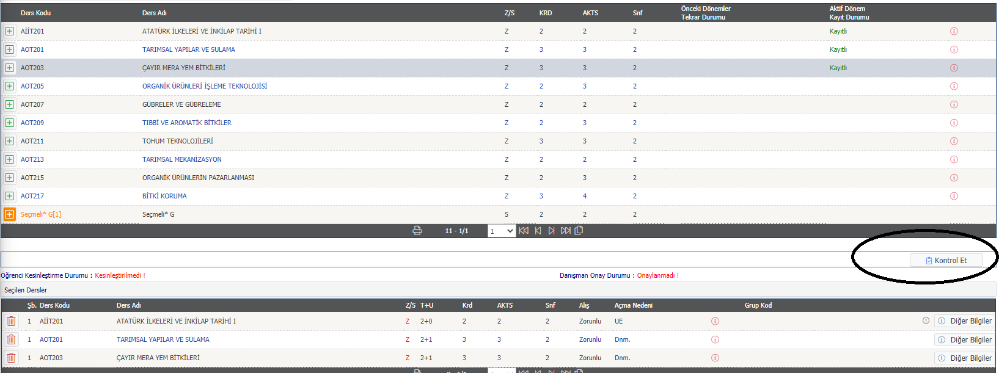 Ders Kodu Ders Adı Z/S KRD AKTS Snf Önceki Dönemler Tekrar Durumu Aktif Dönem Kayıt Durumu
AİİT201 ATATÜRK İLKELERİ VE İNKİLAP TARİHİ I Z 2 2 2 Kayıtlı
AOT201 TARIMSAL YAPILAR VE SULAMA Z 3 3 2 Kayıtlı
AOT203 ÇAYIR MERA YEM BİTKİLERİ Z 3 3 2 Kayıtlı
AOT205 ORGANİK ÜRÜNLERİ İŞLEME TEKNOLOJİSİ Z 2 3 2
AOT207 GÜBRELER VE GÜBRELEME Z 2 2 2
AOT209 TIBBİ VE AROMATİK BİTKİLER Z 2 3 2
AOT211 TOHUM TEKNOLOJİLERİ Z 3 3 2
AOT213 TARIMSAL MEKANİZASYON Z 2 2 2
AOT215 ORGANİK ÜRÜNLERİN PAZARLANMASI Z 2 3 2
AOT217 BİTKİ KORUMA Z 3 4 2
Seçmeli* G[1] Seçmeli* G S 2 2 2
11 - 1/1 1
Kontrol Et
Öğrenci Kesinleştirme Durumu : Kesinleştirilmedi ! Danışman Onay Durumu : Onaylanmadı !
Seçilen Dersler
Şb. Ders Kodu Ders Adı Z/S T+U Krd AKTS Snf Alış Açma Nedeni Grup Kod
1 AİİT201 ATATÜRK İLKELERİ VE İNKİLAP TARİHİ I Z 2+0 2 2 2 Zorunlu UE Diğer Bilgiler
1 AOT201 TARIMSAL YAPILAR VE SULAMA Z 2+1 3 3 2 Zorunlu Dnm. Diğer Bilgiler
1 AOT203 ÇAYIR MERA YEM BİTKİLERİ Z 2+1 3 3 2 Zorunlu Dnm. Diğer Bilgiler